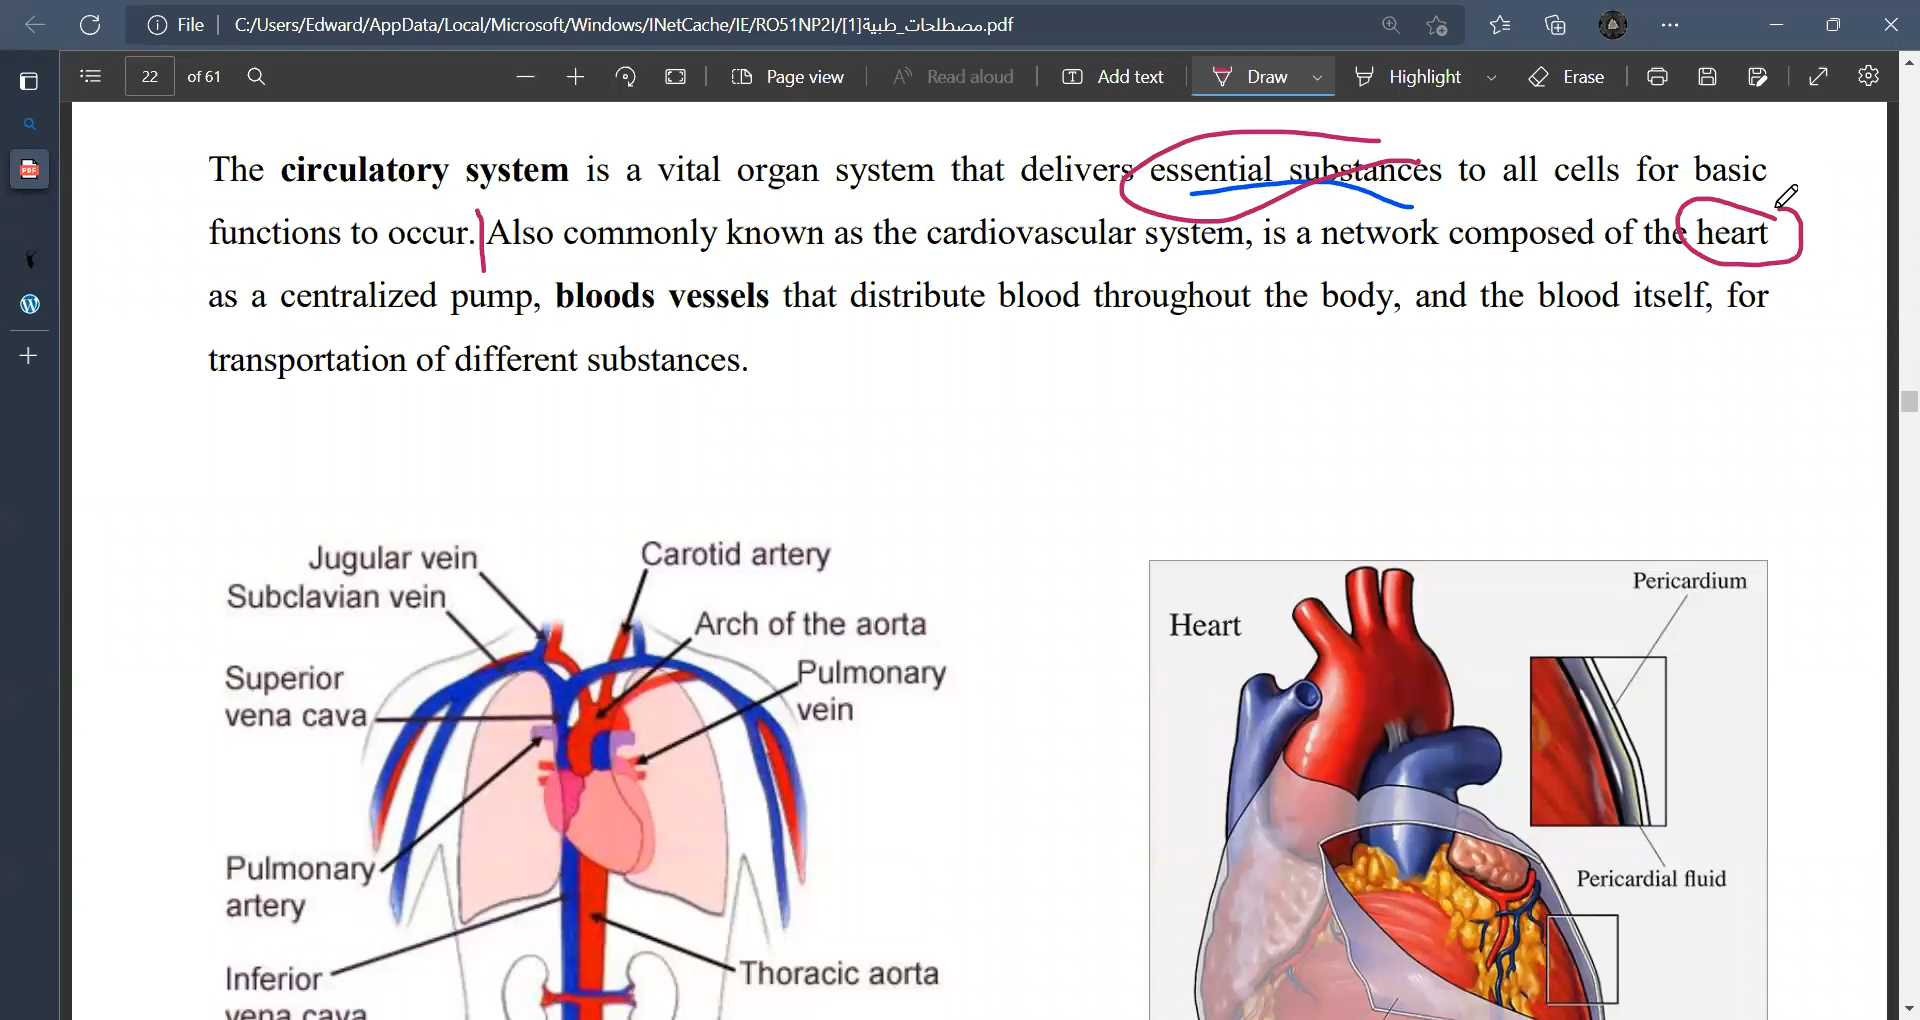 File
C:/Users/Edward/AppData/Local/Microsoft/Windows/INetCache/IE/RO51NP2I/[1]مصطلحات_طبية.pdf
22 of 61
Page view
Read aloud
Add text
Draw
Highlight
Erase
PDF
The circulatory system is a vital organ system that delivers essential substances to all cells for basic
functions to occur. Also commonly known as the cardiovascular system, is a network composed of the heart
as a centralized pump, bloods vessels that distribute blood throughout the body, and the blood itself, for
transportation of different substances.
Jugular vein
Subclavian vein
Superior
vena cava
Pulmonary
artery
Inferior
vena cava
Carotid artery
Arch of the aorta
Pulmonary
vein
Thoracic aorta
Heart
Pericardium
Pericardial fluid